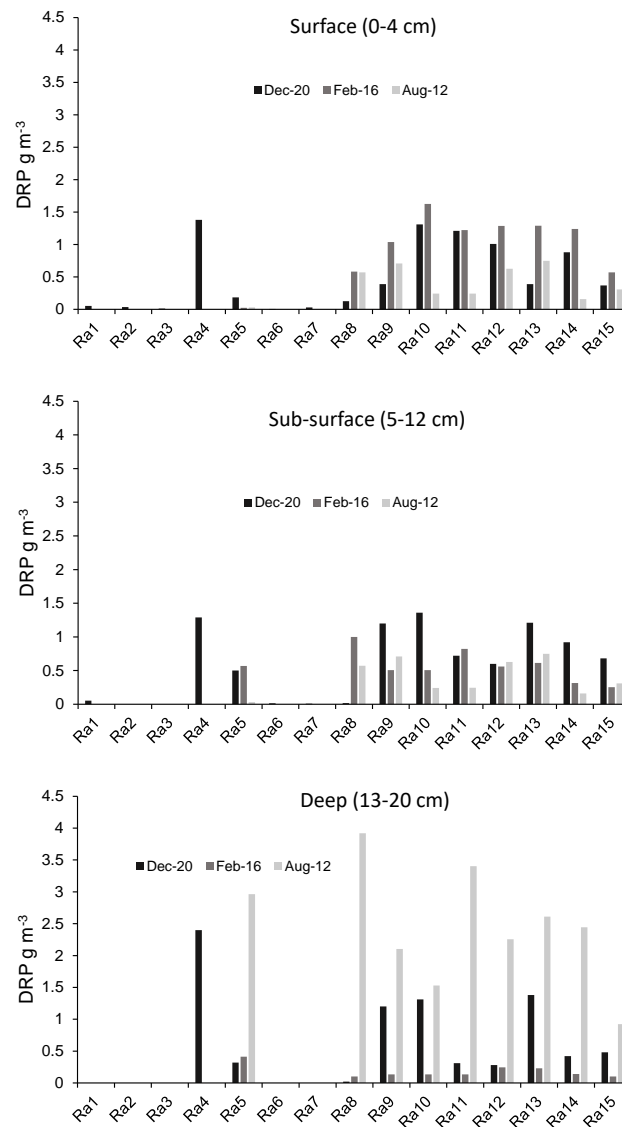 Surface (0-4 cm)
Dec-20 Feb-16 Aug-12
DRP g m-3
4.5
4
3.5
3
2.5
2
1.5
1
0.5
0
Ra1 Ra2 Ra3 Ra4 Ra5 Ra6 Ra7 Ra8 Ra9 Ra10 Ra11 Ra12 Ra13 Ra14 Ra15
Sub-surface (5-12 cm)
Dec-20 Feb-16 Aug-12
DRP g m-3
4.5
4
3.5
3
2.5
2
1.5
1
0.5
0
Ra1 Ra2 Ra3 Ra4 Ra5 Ra6 Ra7 Ra8 Ra9 Ra10 Ra11 Ra12 Ra13 Ra14 Ra15
Deep (13-20 cm)
Dec-20 Feb-16 Aug-12
DRP g m-3
4.5
4
3.5
3
2.5
2
1.5
1
0.5
0
Ra1 Ra2 Ra3 Ra4 Ra5 Ra6 Ra7 Ra8 Ra9 Ra10 Ra11 Ra12 Ra13 Ra14 Ra15